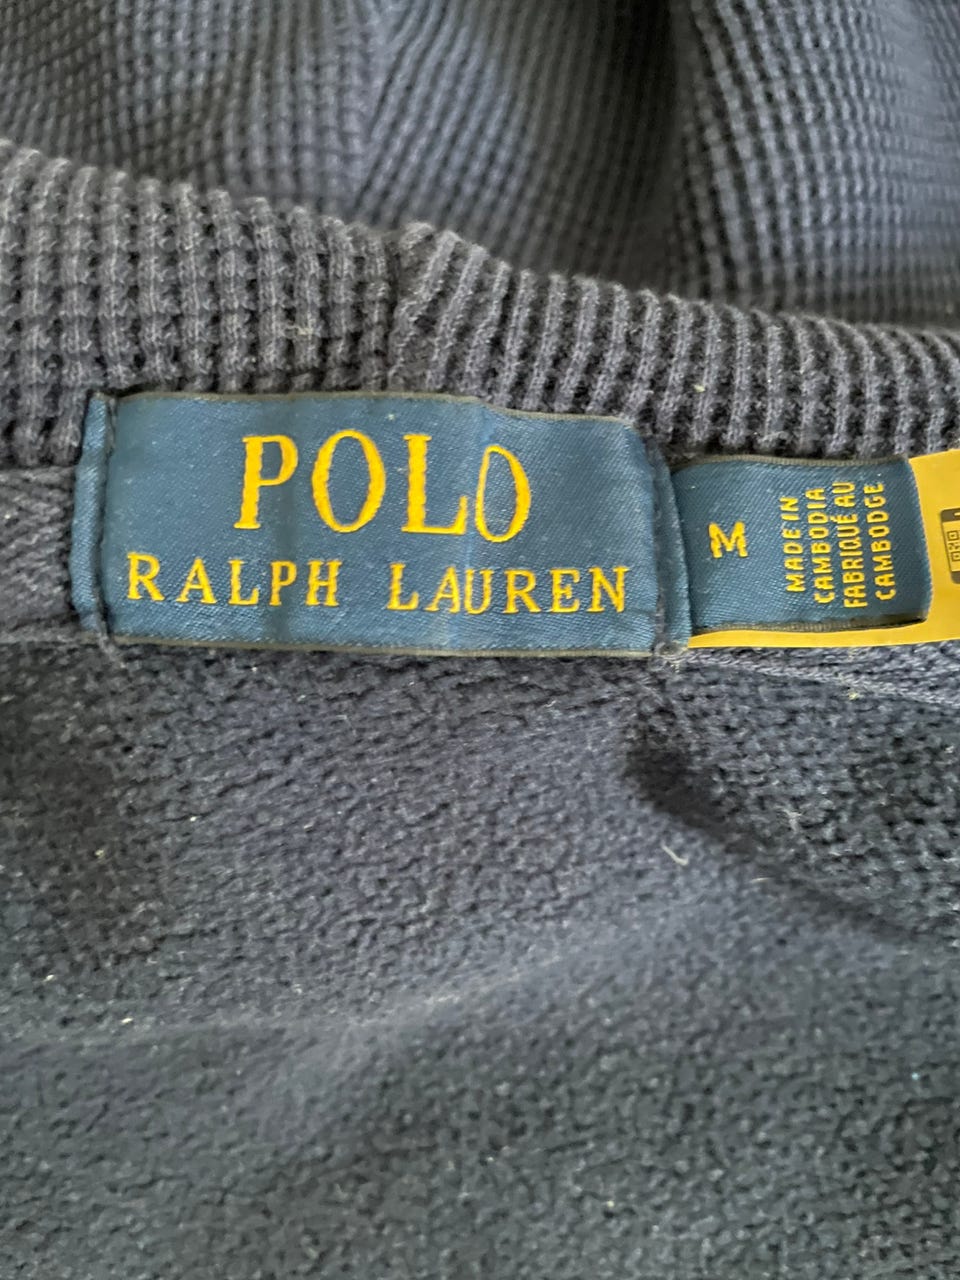 POLO
RALPH LAUREN
M
MADE IN
CAMBODIA
FABRIQUÉ AU
CAMBODGE